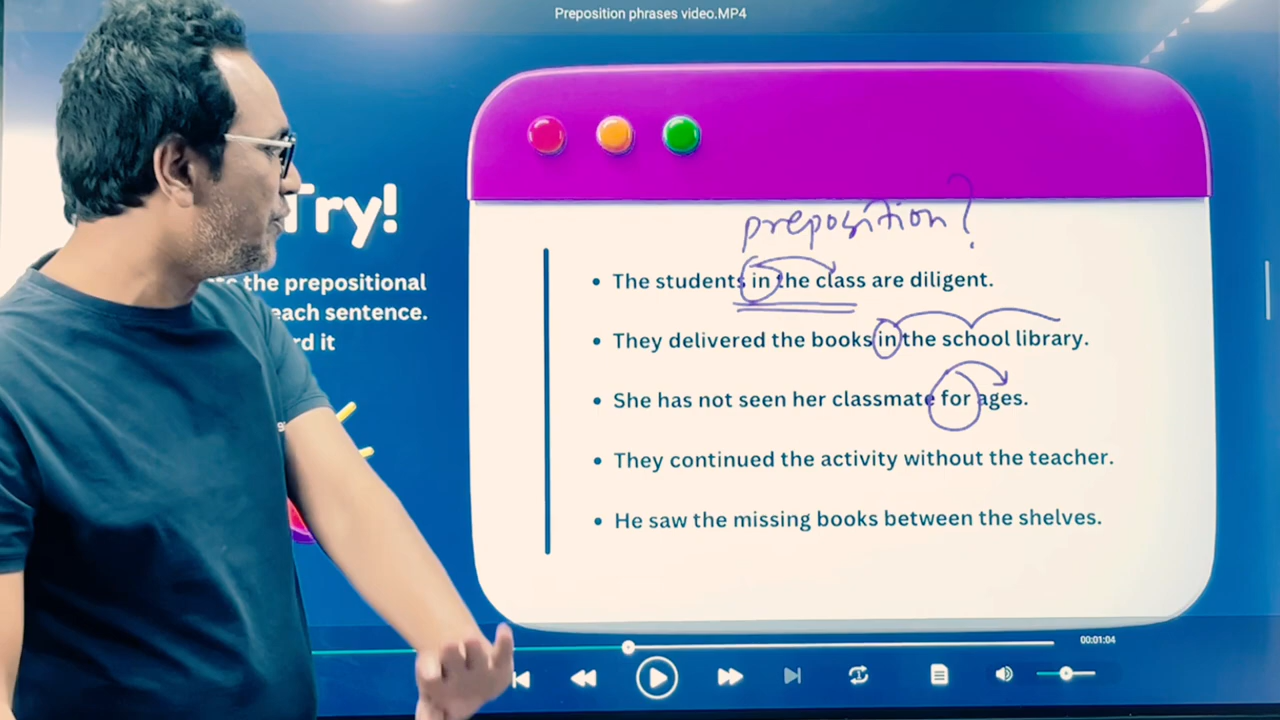 Preposition phrases video.MP4
Try!
the prepositional
each sentence.
it
preposition?
• The students in the class are diligent.
• They delivered the books in the school library.
• She has not seen her classmate for ages.
• They continued the activity without the teacher.
• He saw the missing books between the shelves.
00:01:04